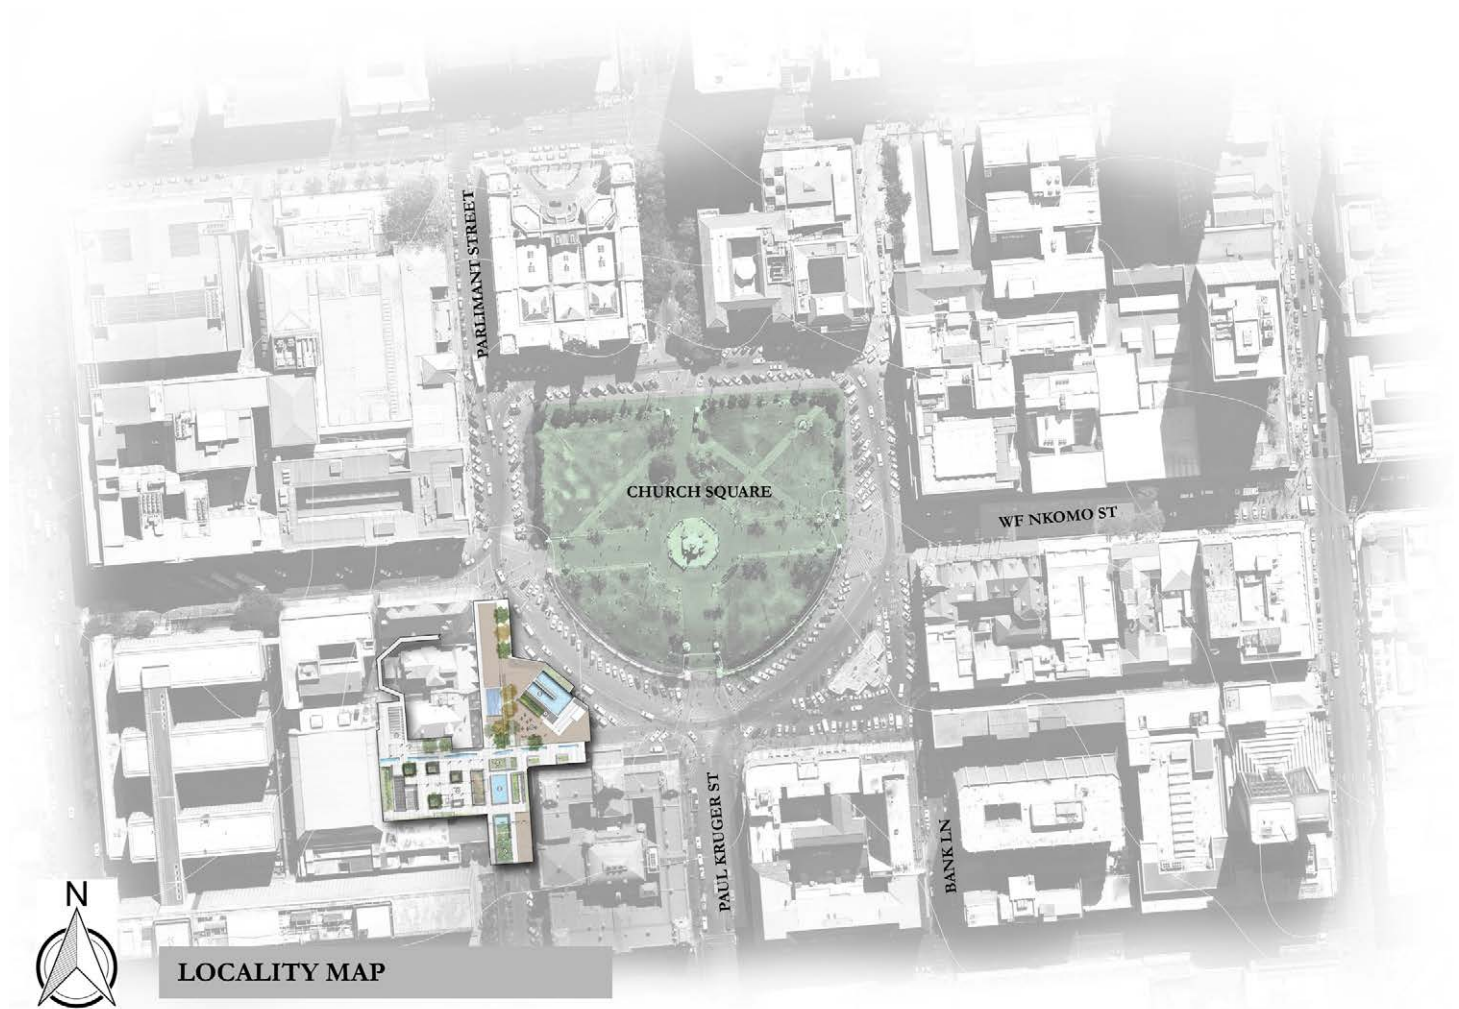 PARLIMANT STREET
CHURCH SQUARE
WF NKOMO ST
PAUL KRUGER ST
BANK LN
N
LOCALITY MAP